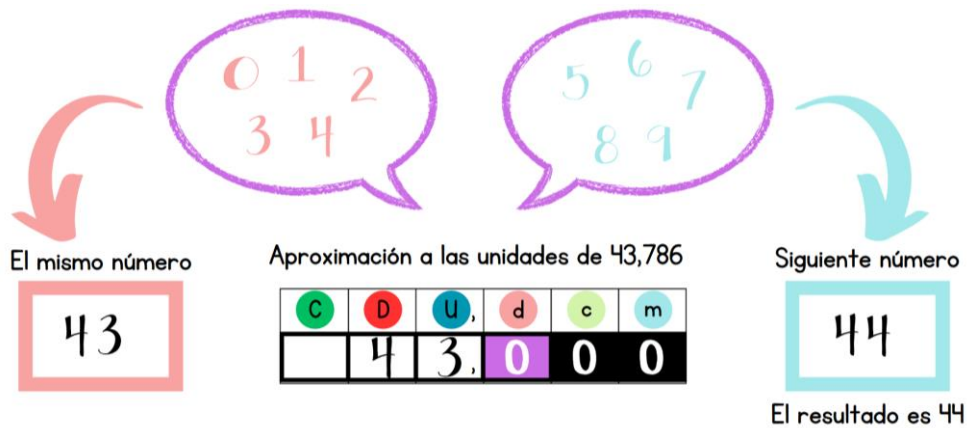 0 1 2
3 4
5 6 7
8 9
El mismo número
43
Aproximación a las unidades de 43,786
C D U, d c m
4 3, 0 0 0
Siguiente número
44
El resultado es 44